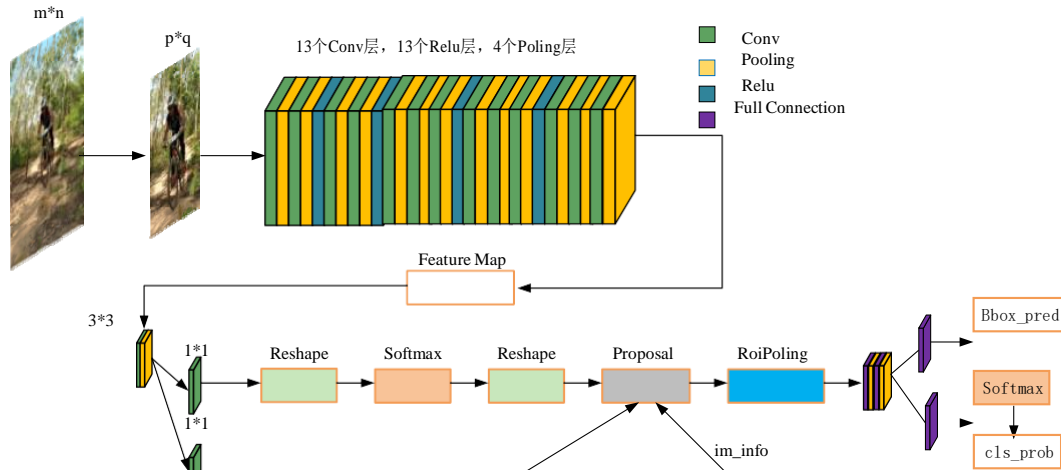 m*n
p*q
13个Conv层，13个Relu层，4个Poling层
Conv
Pooling
Relu
Full Connection
Feature Map
3*3
1*1
Reshape
Softmax
Reshape
Proposal
RoiPoling
Bbox_pred
Softmax
1*1
im_info
cls_prob